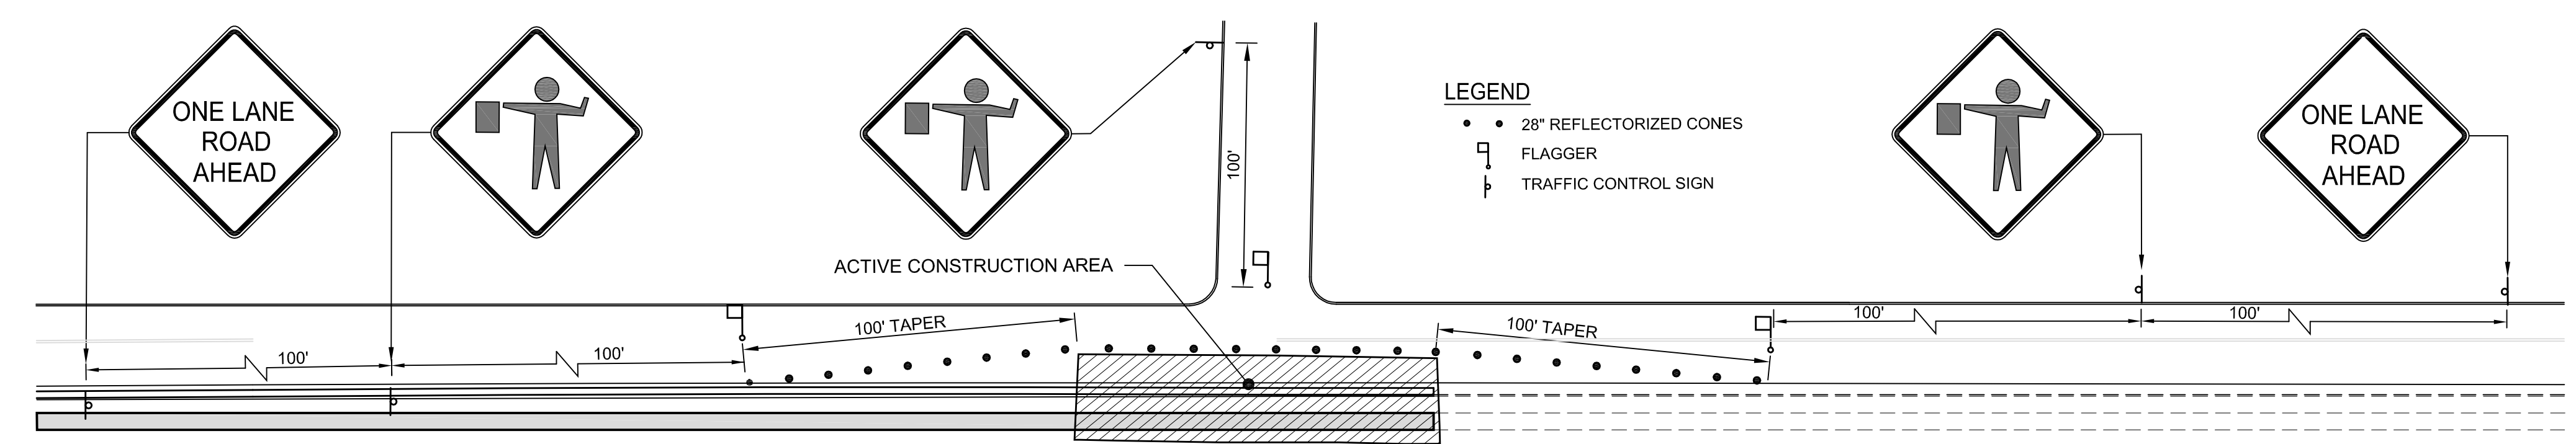 ONE LANE
ROAD
AHEAD
LEGEND
28" REFLECTORIZED CONES
FLAGGER
TRAFFIC CONTROL SIGN
ONE LANE
ROAD
AHEAD
100'
ACTIVE CONSTRUCTION AREA
100'
100'
100' TAPER
100' TAPER
100'
100'